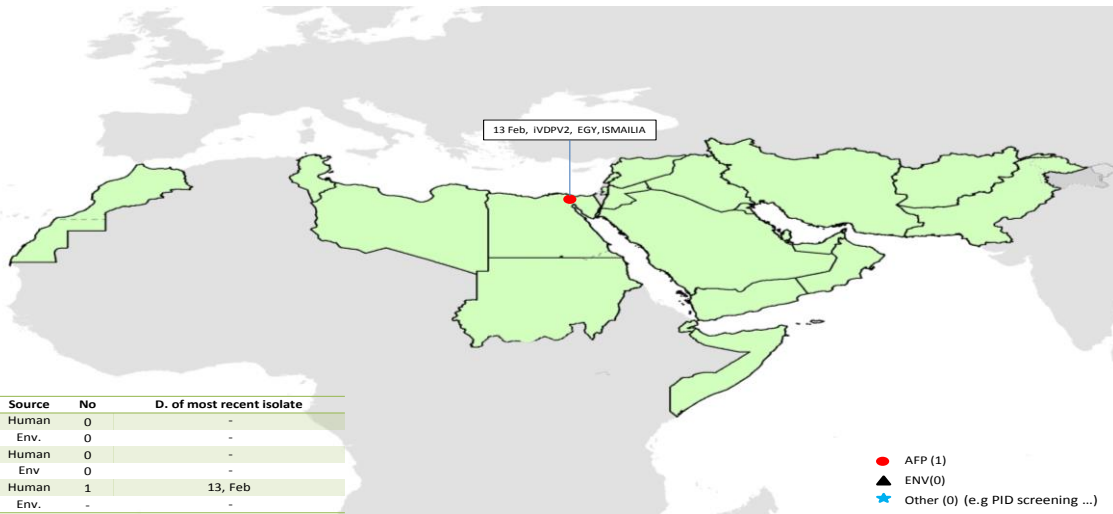 13 Feb, iVDPV2, EGY, ISMAILIA
Source No D. of most recent isolate
Human 0 -
Env. 0 -
Human 0 -
Env 0 -
Human 1 13, Feb
Env. - -
AFP (1)
ENV(0)
Other (0) (e.g PID screening ...)